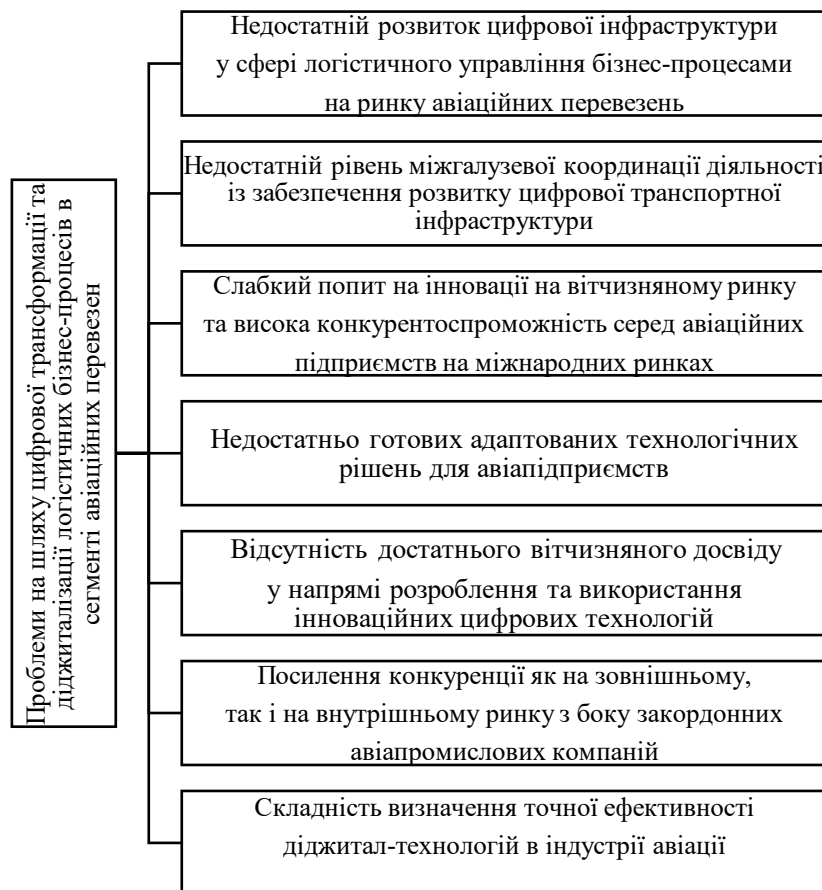 Проблеми на шляху цифрової трансформації та
діджиталізації логістичних бізнес-процесів в
сегменті авіаційних перевезен
Недостатній розвиток цифрової інфраструктури
у сфері логістичного управління бізнес-процесами
на ринку авіаційних перевезень
Недостатній рівень міжгалузевої координації діяльності
із забезпечення розвитку цифрової транспортної
інфраструктури
Слабкий попит на інновації на вітчизняному ринку
та висока конкурентоспроможність серед авіаційних
підприємств на міжнародних ринках
Недостатньо готових адаптованих технологічних
рішень для авіапідприємств
Відсутність достатнього вітчизняного досвіду
у напрямі розроблення та використання
інноваційних цифрових технологій
Посилення конкуренції як на зовнішньому,
так і на внутрішньому ринку з боку закордонних
авіапромислових компаній
Складність визначення точної ефективності
діджитал-технологій в індустрії авіації